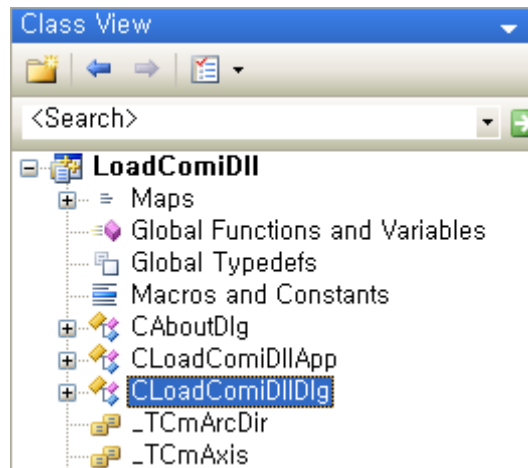 Class View
<Search>
LoadComiDll
Maps
Global Functions and Variables
Global Typedefs
Macros and Constants
CAboutDlg
CLoadComiDllApp
CLoadComiDllDlg
_TCmArcDir
_TCmAxis